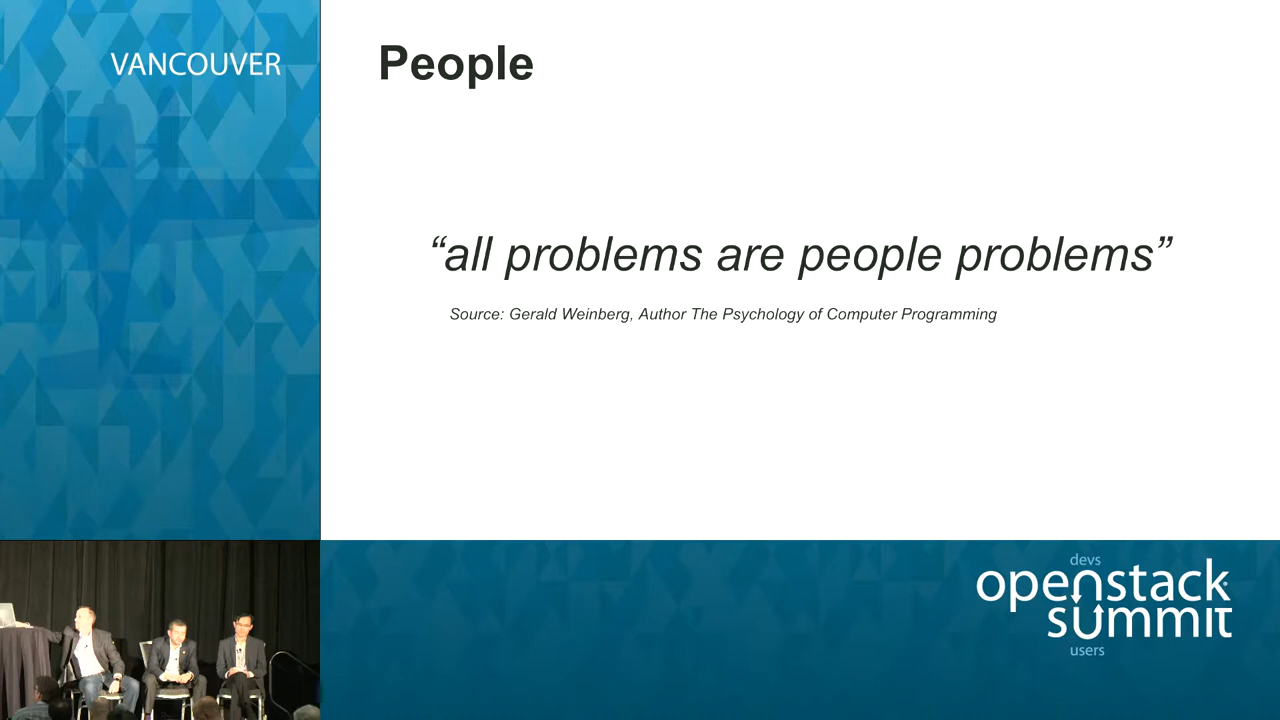 VANCOUVER
People
“all problems are people problems”
Source: Gerald Weinberg, Author The Psychology of Computer Programming
devs
openstack
summit
users